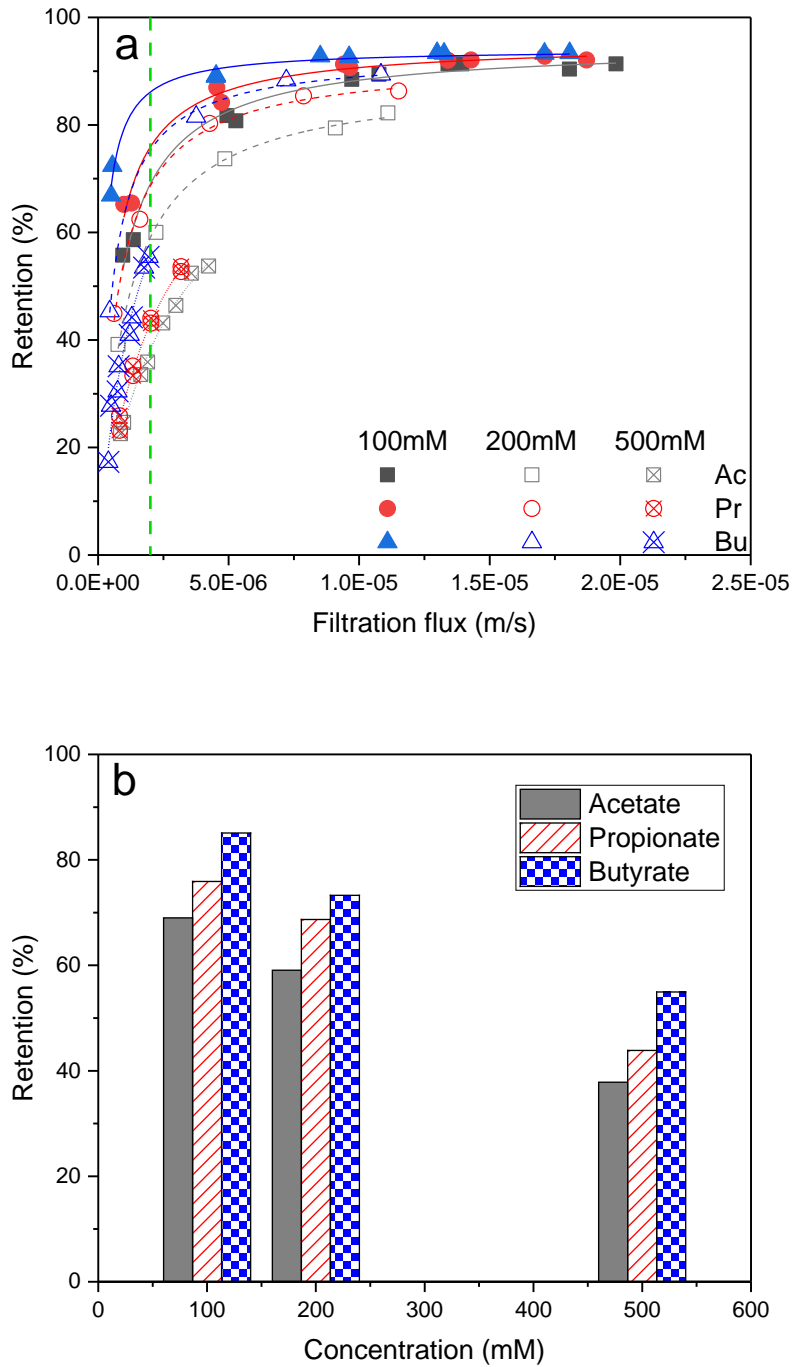 a
100
80
60
40
20
0
Retention (%)
100mM 200mM 500mM
Ac
Pr
Bu
0.0E+00 5.0E-06 1.0E-05 1.5E-05 2.0E-05 2.5E-05
Filtration flux (m/s)
b
100
80
60
40
20
0
Retention (%)
Acetate
Propionate
Butyrate
0 100 200 300 400 500 600
Concentration (mM)